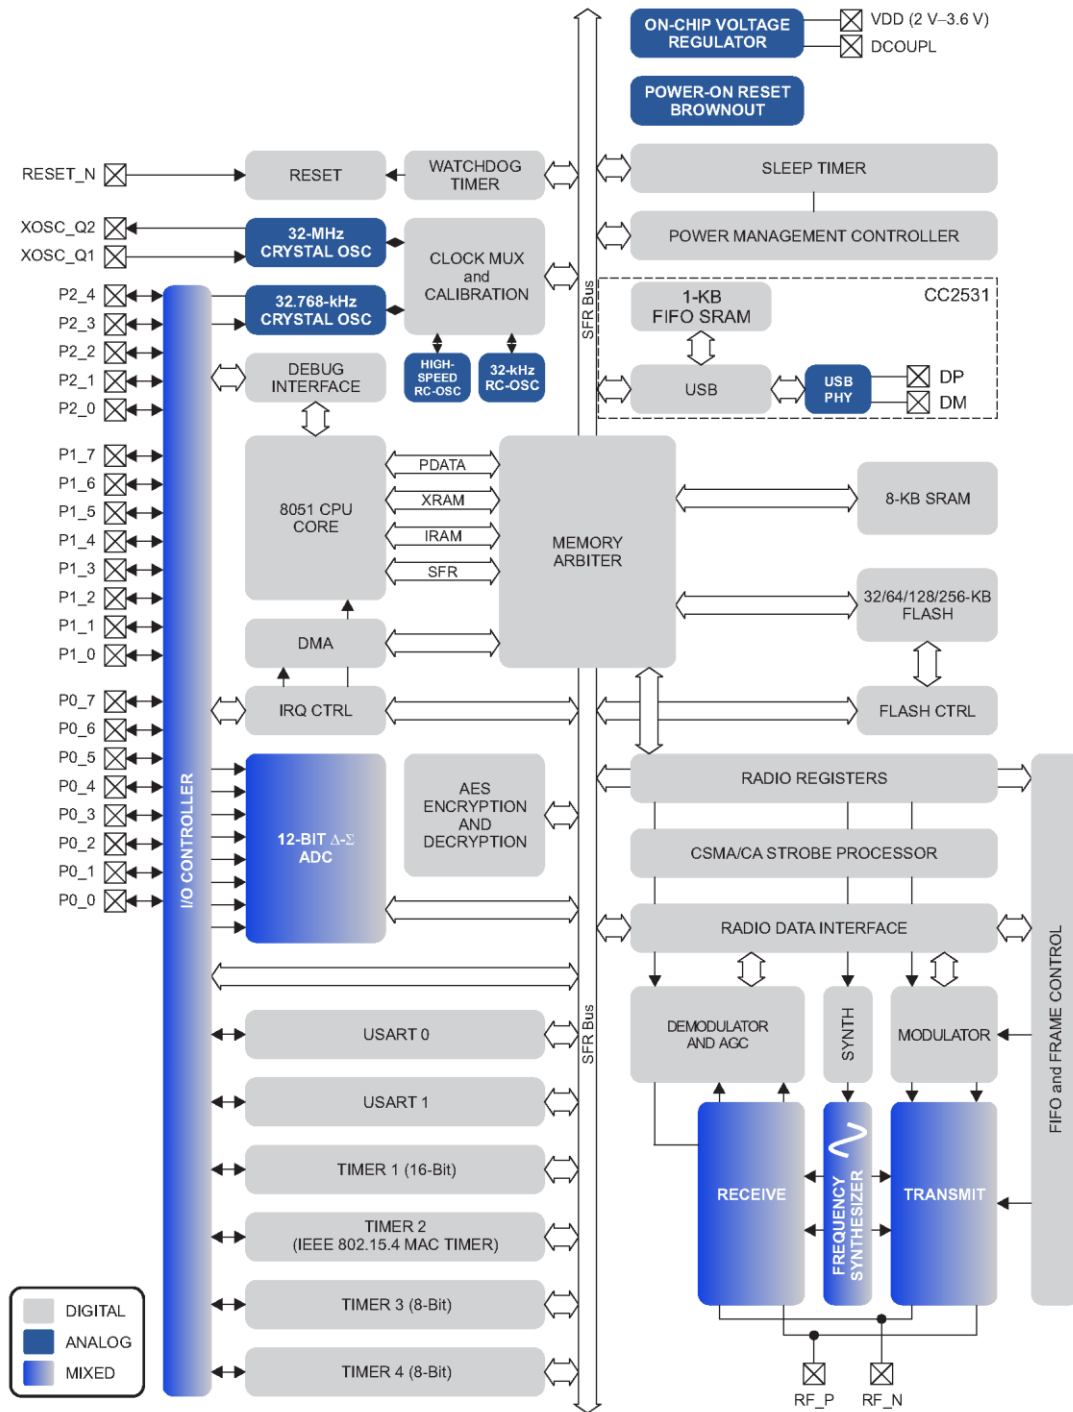 ON-CHIP VOLTAGE
REGULATOR
VDD (2 V–3.6 V)
DCOUPL
POWER-ON RESET
BROWNOUT
RESET_N
RESET
WATCHDOG
TIMER
SLEEP TIMER
XOSC_Q2
XOSC_Q1
32-MHz
CRYSTAL OSC
CLOCK MUX
and
CALIBRATION
POWER MANAGEMENT CONTROLLER
SFR Bus
P2_4
P2_3
P2_2
P2_1
P2_0
32.768-kHz
CRYSTAL OSC
DEBUG
INTERFACE
HIGH-
SPEED
RC-OSC
32-kHz
RC-OSC
CC2531
1-KB
FIFO SRAM
USB
USB
PHY
DP
DM
P1_7
P1_6
P1_5
P1_4
P1_3
P1_2
P1_1
P1_0
8051 CPU
CORE
PDATA
XRAM
IRAM
SFR
MEMORY
ARBITER
8-KB SRAM
32/64/128/256-KB
FLASH
DMA
IRQ CTRL
FLASH CTRL
P0_7
P0_6
P0_5
P0_4
P0_3
P0_2
P0_1
P0_0
I/O CONTROLLER
12-BIT Δ-Σ
ADC
AES
ENCRYPTION
AND
DECRYPTION
RADIO REGISTERS
CSMA/CA STROBE PROCESSOR
RADIO DATA INTERFACE
FIFO and FRAME CONTROL
SFR Bus
DEMODULATOR
AND AGC
SYNTH
MODULATOR
USART 0
USART 1
TIMER 1 (16-Bit)
TIMER 2
(IEEE 802.15.4 MAC TIMER)
TIMER 3 (8-Bit)
TIMER 4 (8-Bit)
RECEIVE
FREQUENCY
SYNTHESIZER
TRANSMIT
RF_P
RF_N
DIGITAL
ANALOG
MIXED